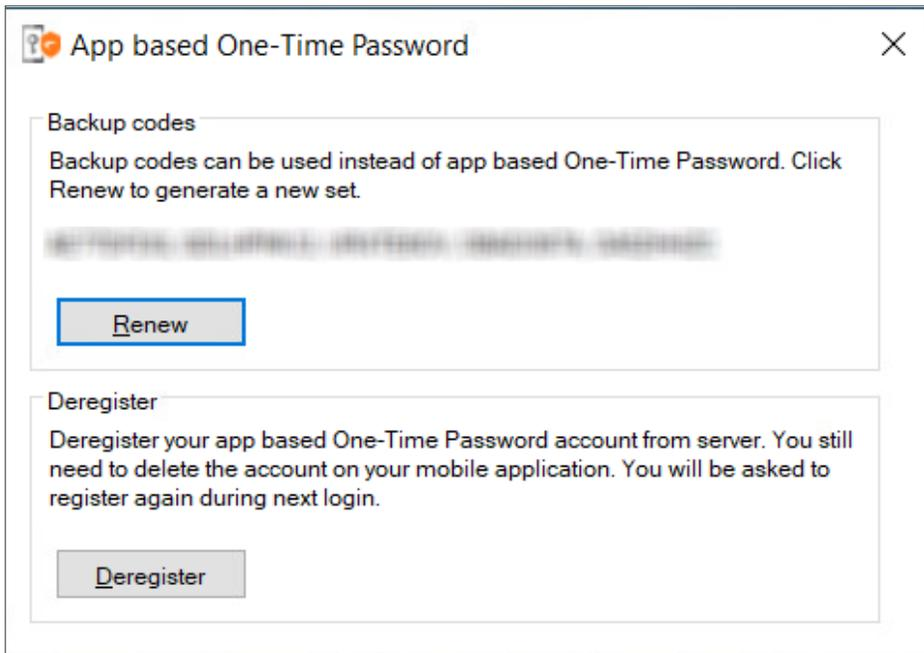 App based One-Time Password
Backup codes
Backup codes can be used instead of app based One-Time Password. Click
Renew to generate a new set.
Renew
Deregister
Deregister your app based One-Time Password account from server. You still
need to delete the account on your mobile application. You will be asked to
register again during next login.
Deregister